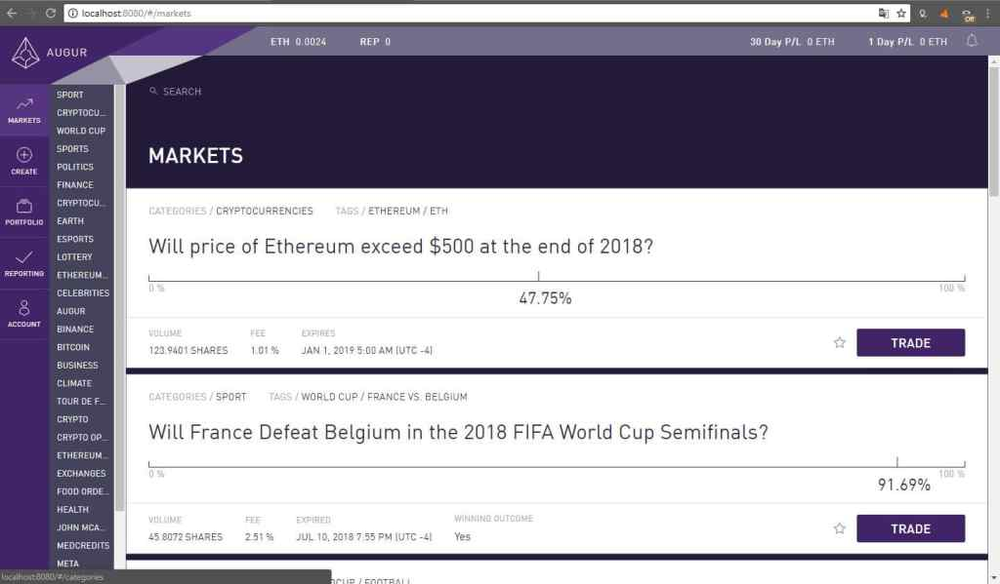 localhost:8080/#/markets
Off
AUGUR
ETH 0.0024 REP 0 30 Day P/L 0 ETH 1 Day P/L 0 ETH
MARKETS
CREATE
PORTFOLIO
REPORTING
ACCOUNT
SPORT
CRYPTOCU...
WORLD CUP
SPORTS
POLITICS
FINANCE
CRYPTOCU...
EARTH
ESPORTS
LOTTERY
ETHEREUM...
CELEBRITIES
AUGUR
BINANCE
BITCOIN
BUSINESS
CLIMATE
TOUR DE F...
CRYPTO
CRYPTO OP...
ETHEREUM...
EXCHANGES
FOOD ORDE...
HEALTH
JOHN MCA...
MEDCREDITS
META
SEARCH
MARKETS
CATEGORIES / CRYPTOCURRENCIES TAGS / ETHEREUM / ETH
Will price of Ethereum exceed $500 at the end of 2018?
0 % 100 %
47.75%
VOLUME FEE EXPIRES
123.9401 SHARES 1.01 % JAN 1, 2019 5:00 AM (UTC -4)
TRADE
CATEGORIES / SPORT TAGS / WORLD CUP / FRANCE VS. BELGIUM
Will France Defeat Belgium in the 2018 FIFA World Cup Semifinals?
0 % 100 %
91.69%
VOLUME FEE EXPIRED WINNING OUTCOME
45.8072 SHARES 2.51 % JUL 10, 2018 7:55 PM (UTC -4) Yes
TRADE
localhost:8080/#/categories
/ FOOTBALL